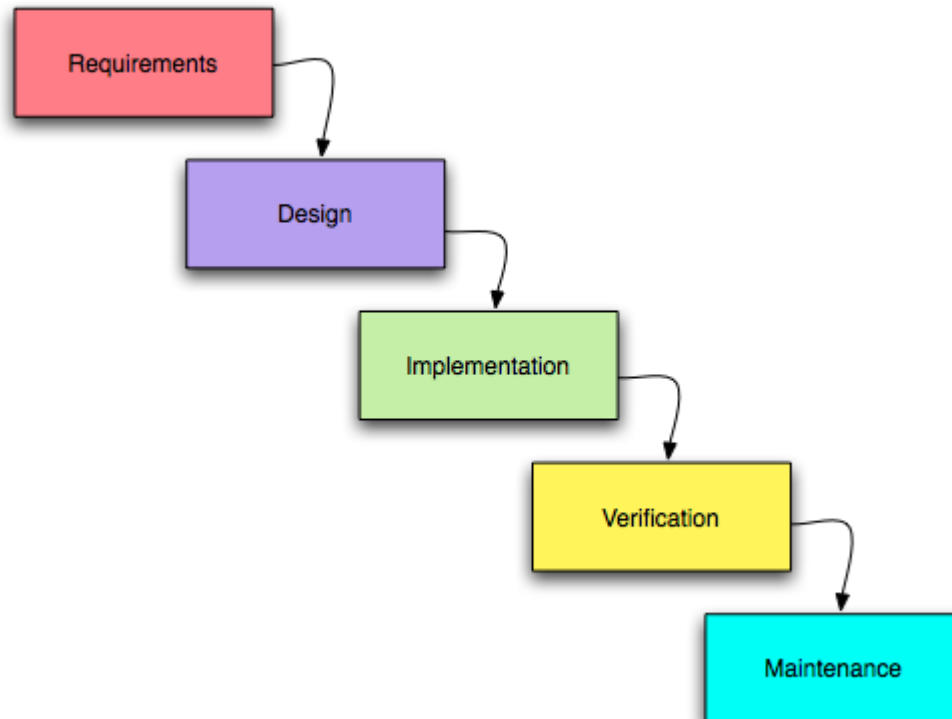 Requirements
Design
Implementation
Verification
Maintenance